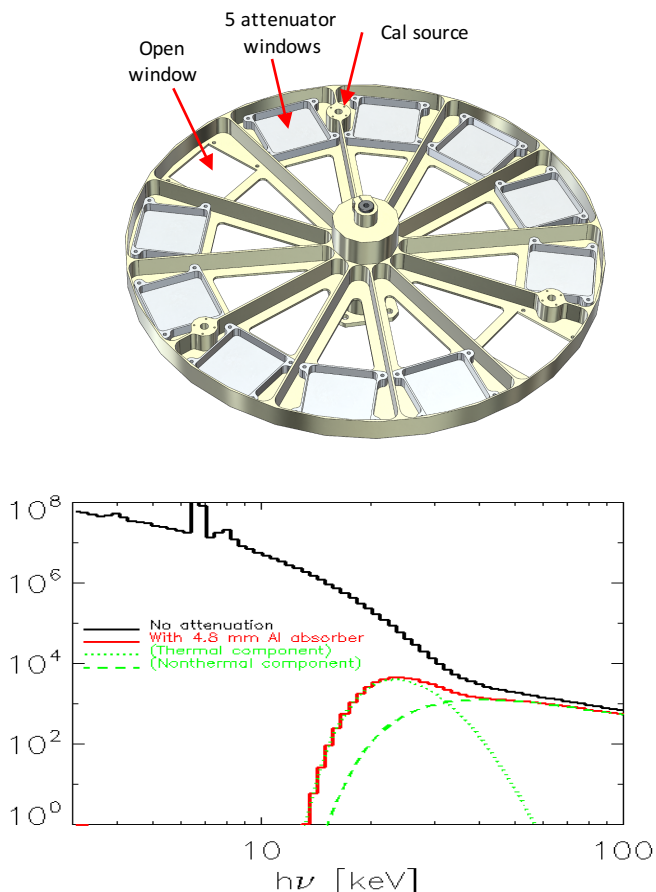 5 attenuator
windows
Cal source
Open
window
10^8
10^6
10^4
10^2
10^0
No attenuation
With 4.8 mm Al absorber
(Thermal component)
(Nonthermal component)
10
100
hν [keV]